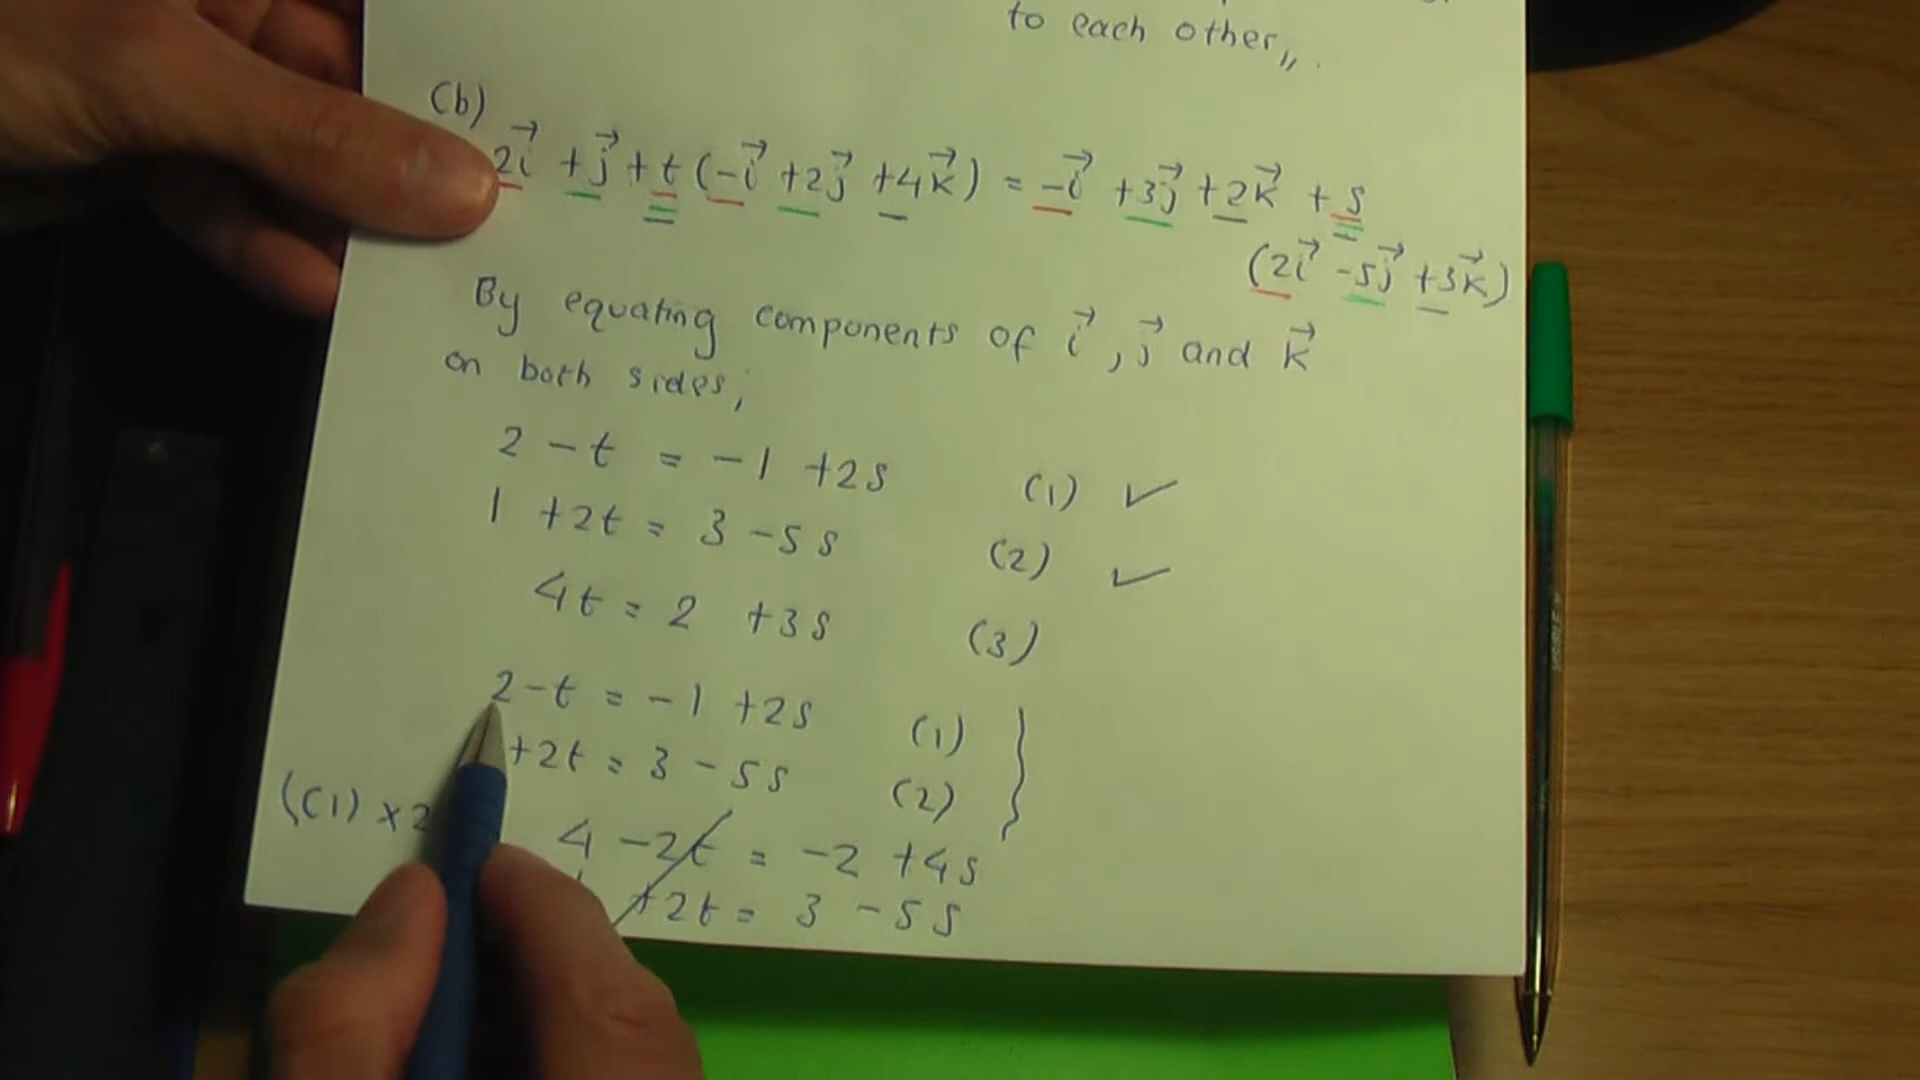 to each other,,.
(b)
2i⃗ + j⃗ + t (-i⃗ + 2j⃗ + 4k⃗) = -i⃗ + 3j⃗ + 2k⃗ + s
(2i⃗ - 5j⃗ + 3k⃗)
By equating components of i⃗, j⃗ and k⃗
on both sides,
2 - t = -1 + 2s (1) ✓
1 + 2t = 3 - 5s (2) ✓
4t = 2 + 3s (3)
2 - t = -1 + 2s (1)
+2t = 3 - 5s (2)
((1) × 2
4 - 2t = -2 + 4s
+2t = 3 - 5s